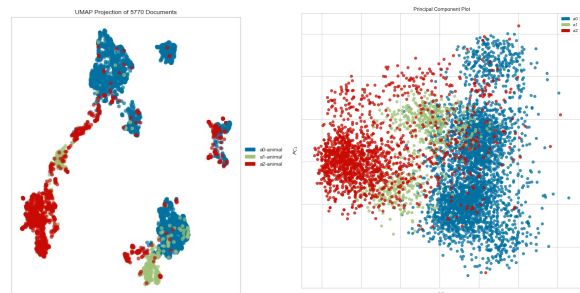 UMAP Projection of 5770 Documents
a0-animal
a1-animal
a2-animal
Principal Component Plot
a0
a1
a2